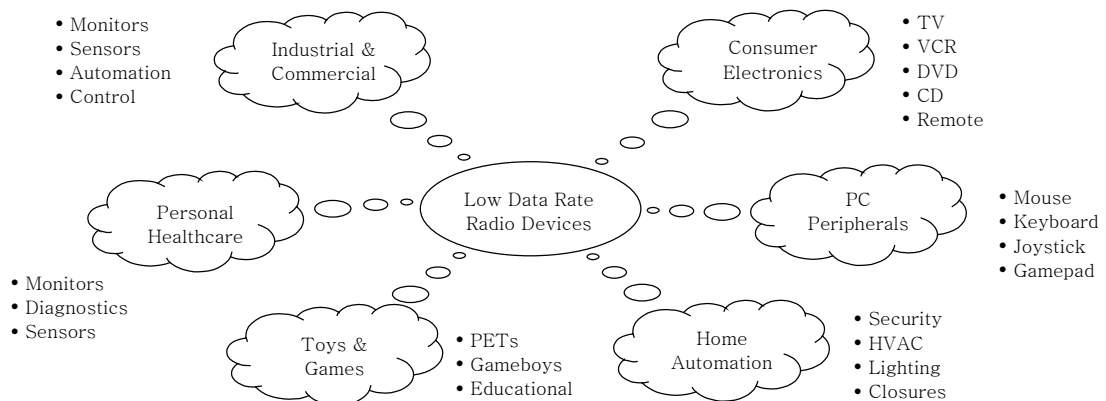 • Monitors
• Sensors
• Automation
• Control
Industrial &
Commercial
Consumer
Electronics
• TV
• VCR
• DVD
• CD
• Remote
Personal
Healthcare
Low Data Rate
Radio Devices
PC
Peripherals
• Mouse
• Keyboard
• Joystick
• Gamepad
• Monitors
• Diagnostics
• Sensors
Toys &
Games
• PETs
• Gameboys
• Educational
Home
Automation
• Security
• HVAC
• Lighting
• Closures